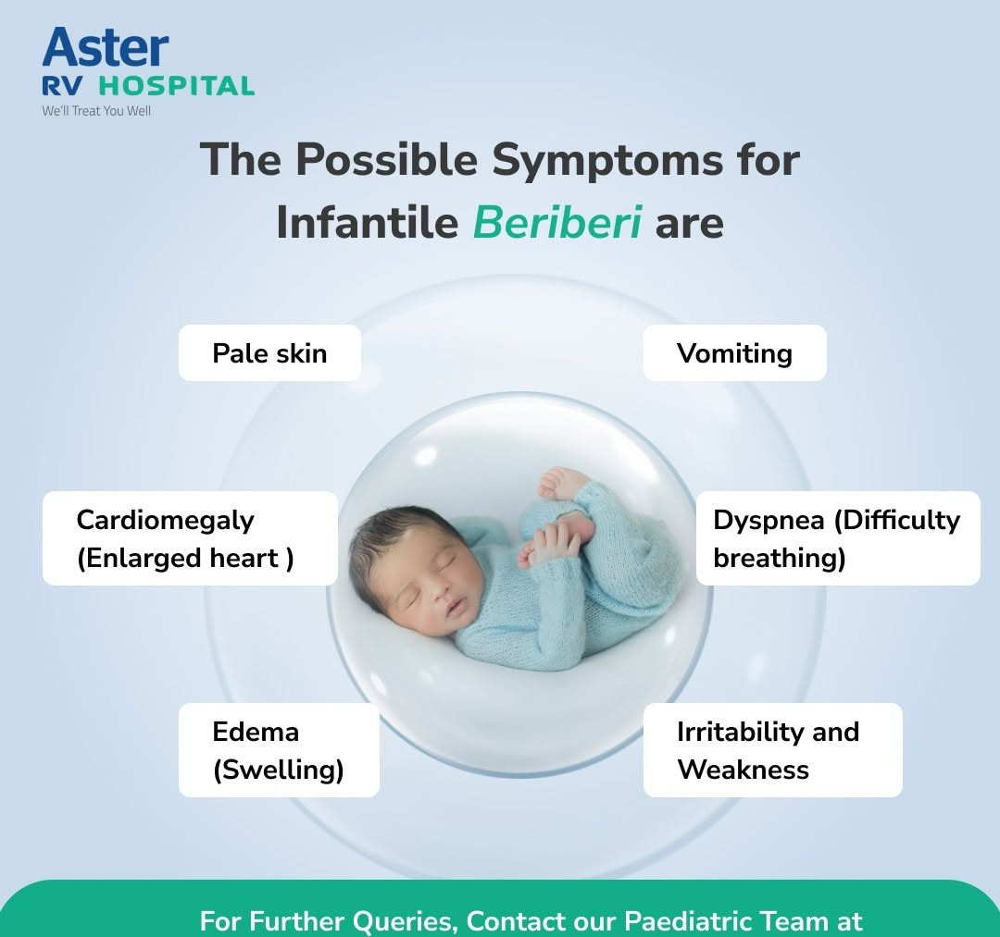 Aster
RV HOSPITAL
We'll Treat You Well
The Possible Symptoms for
Infantile Beriberi are
Pale skin
Vomiting
Cardiomegaly
(Enlarged heart )
Dyspnea (Difficulty
breathing)
Edema
(Swelling)
Irritability and
Weakness
For Further Queries, Contact our Paediatric Team at